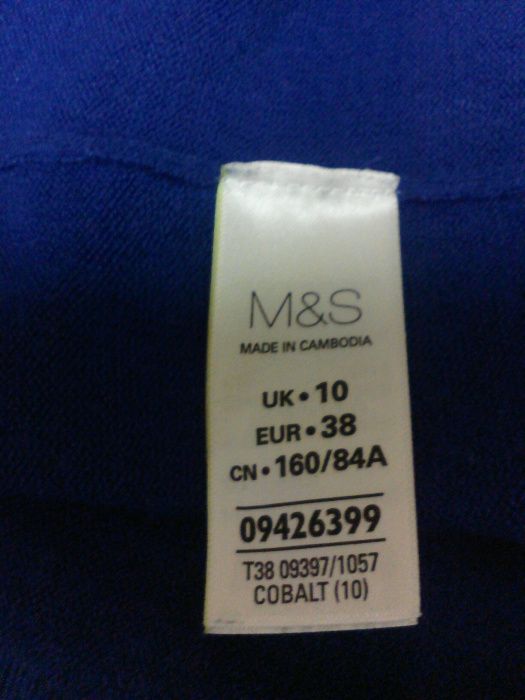 M&S
MADE IN CAMBODIA
UK • 10
EUR • 38
CN • 160/84A
09426399
T38 09397/1057
COBALT (10)